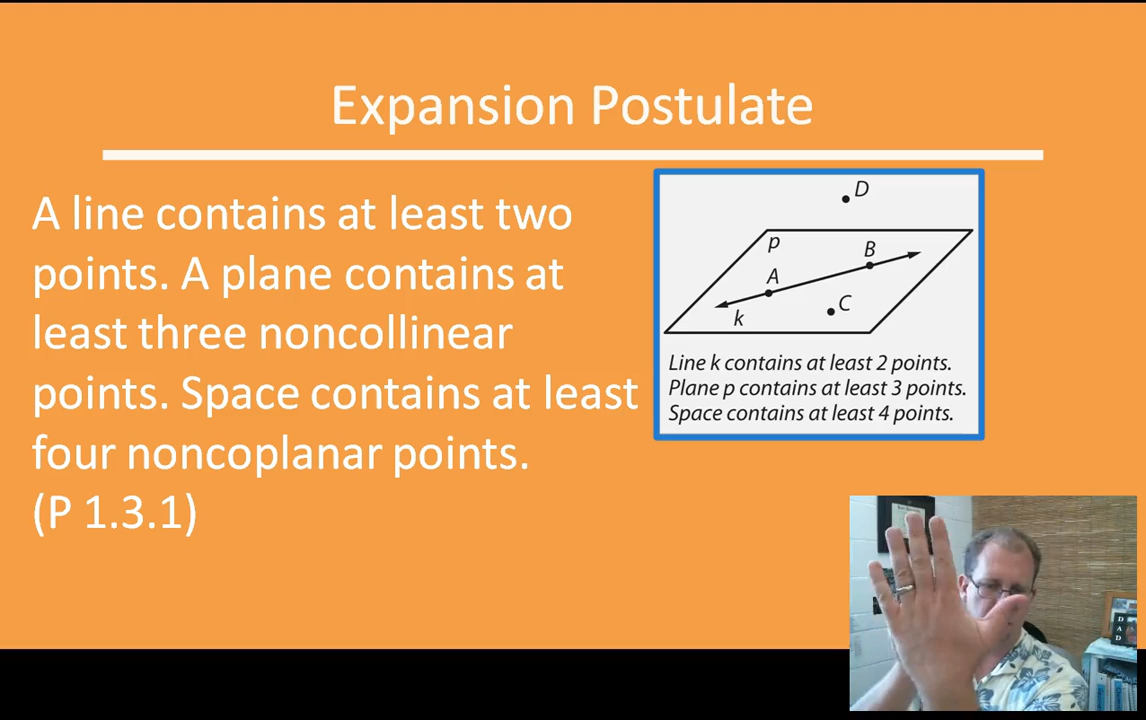 Expansion Postulate
A line contains at least two
points. A plane contains at
least three noncollinear
points. Space contains at least
four noncoplanar points.
(P 1.3.1)
D
p
B
A
C
k
Line k contains at least 2 points.
Plane p contains at least 3 points.
Space contains at least 4 points.
DAD